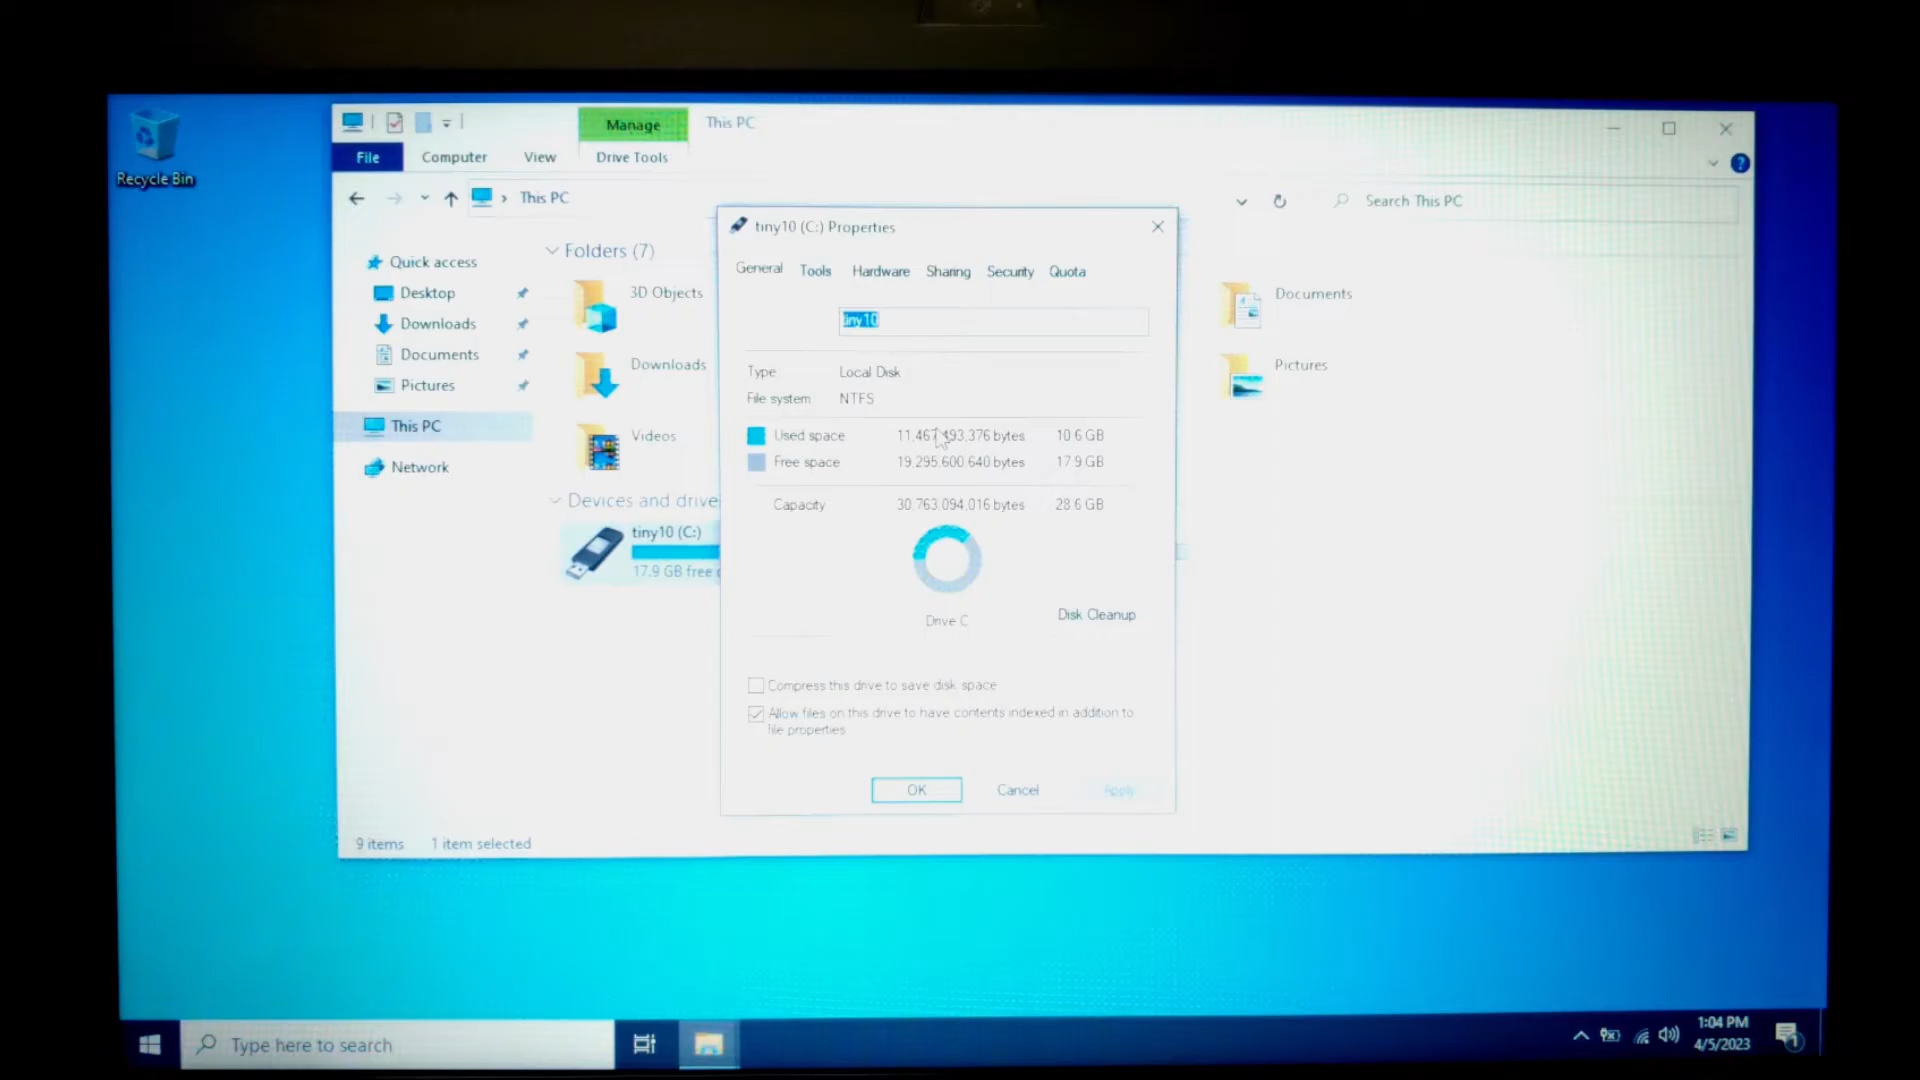 Recycle Bin
Manage
This PC
File
Computer
View
Drive Tools
This PC
Search This PC
Quick access
Desktop
Downloads
Documents
Pictures
This PC
Network
Folders (7)
3D Objects
Downloads
Videos
Documents
Pictures
Devices and drive
tiny10 (C:)
17.9 GB free
tiny10 (C:) Properties
General
Tools
Hardware
Sharing
Security
Quota
tiny10
Type
Local Disk
File system
NTFS
Used space
11,467,493,376 bytes
10.6 GB
Free space
19,295,600,640 bytes
17.9 GB
Capacity
30,763,094,016 bytes
28.6 GB
Drive C
Disk Cleanup
Compress this drive to save disk space
Allow files on this drive to have contents indexed in addition to
file properties
OK
Cancel
Apply
9 items
1 item selected
Type here to search
1:04 PM
4/5/2023
1